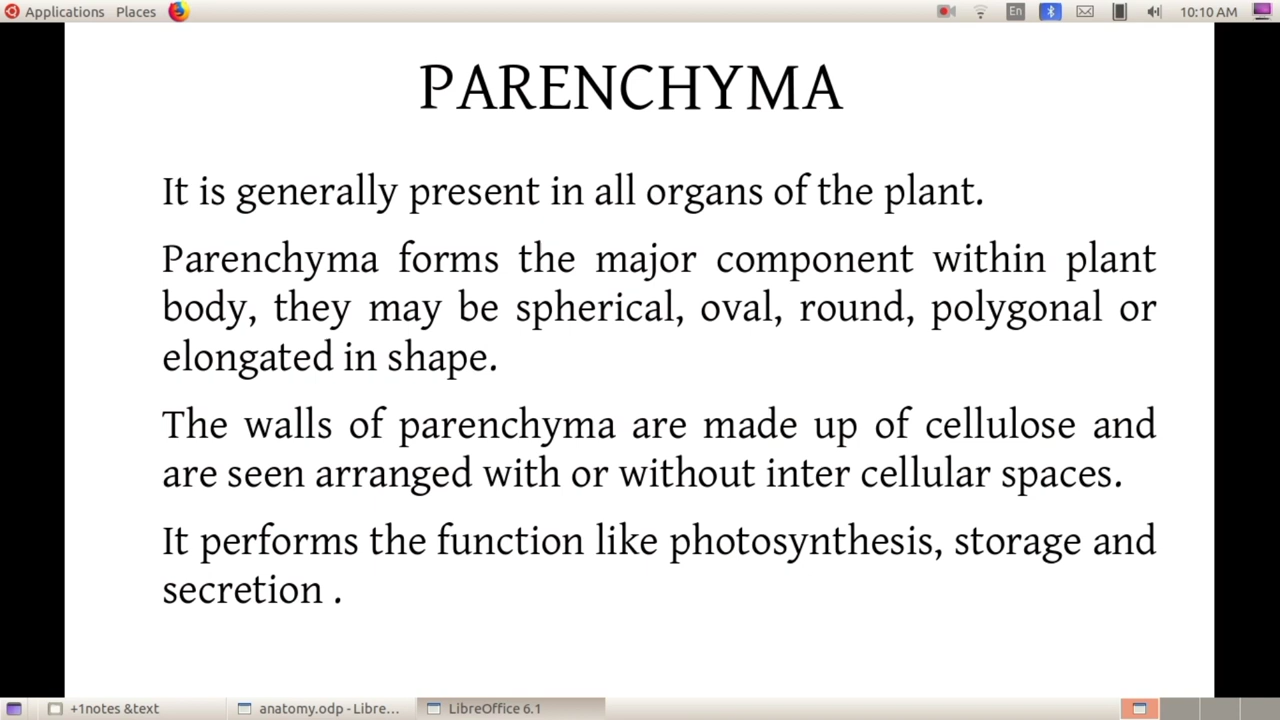 Applications Places En 10:10 AM
PARENCHYMA
It is generally present in all organs of the plant.
Parenchyma forms the major component within plant
body, they may be spherical, oval, round, polygonal or
elongated in shape.
The walls of parenchyma are made up of cellulose and
are seen arranged with or without inter cellular spaces.
It performs the function like photosynthesis, storage and
secretion .
+1notes &text anatomy.odp - Libre... LibreOffice 6.1